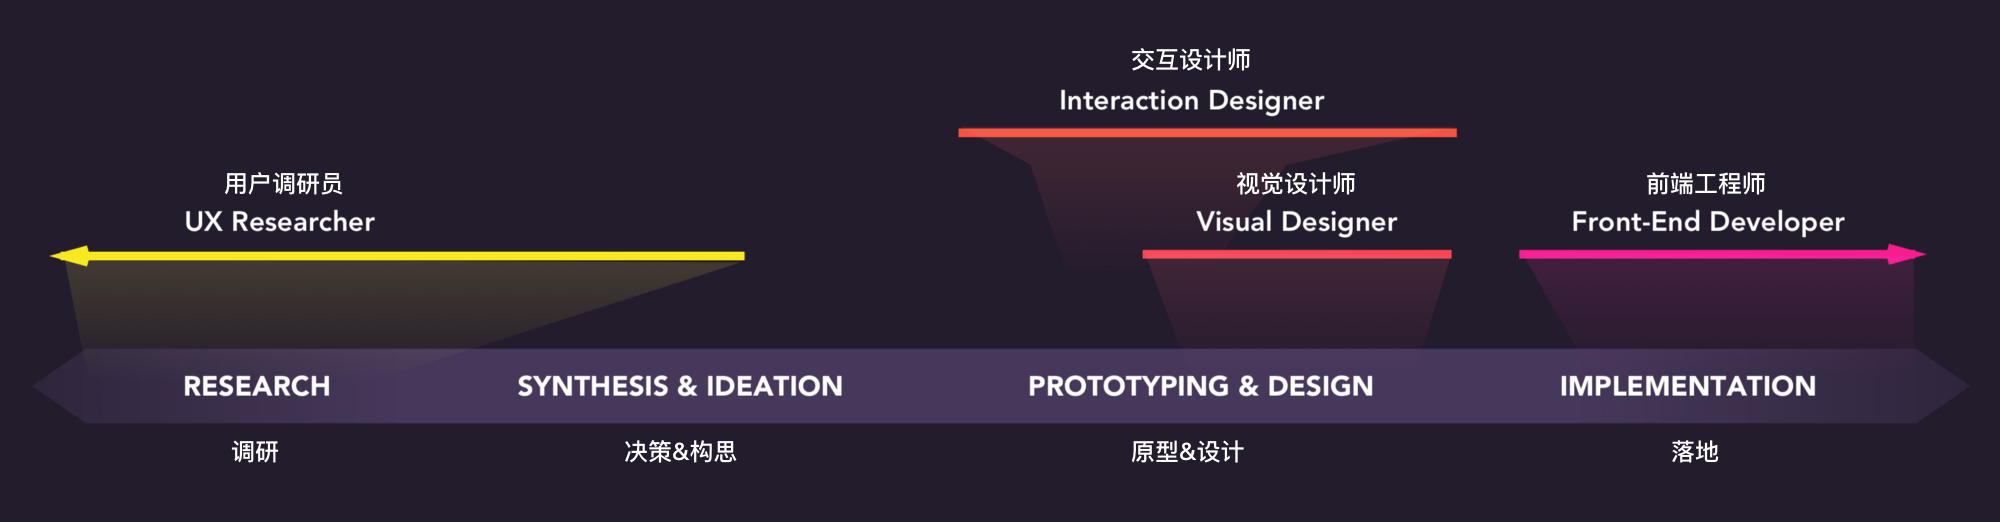 交互设计师
Interaction Designer
用户调研员
UX Researcher
视觉设计师
Visual Designer
前端工程师
Front-End Developer
RESEARCH
SYNTHESIS & IDEATION
PROTOTYPING & DESIGN
IMPLEMENTATION
调研
决策&构思
原型&设计
落地